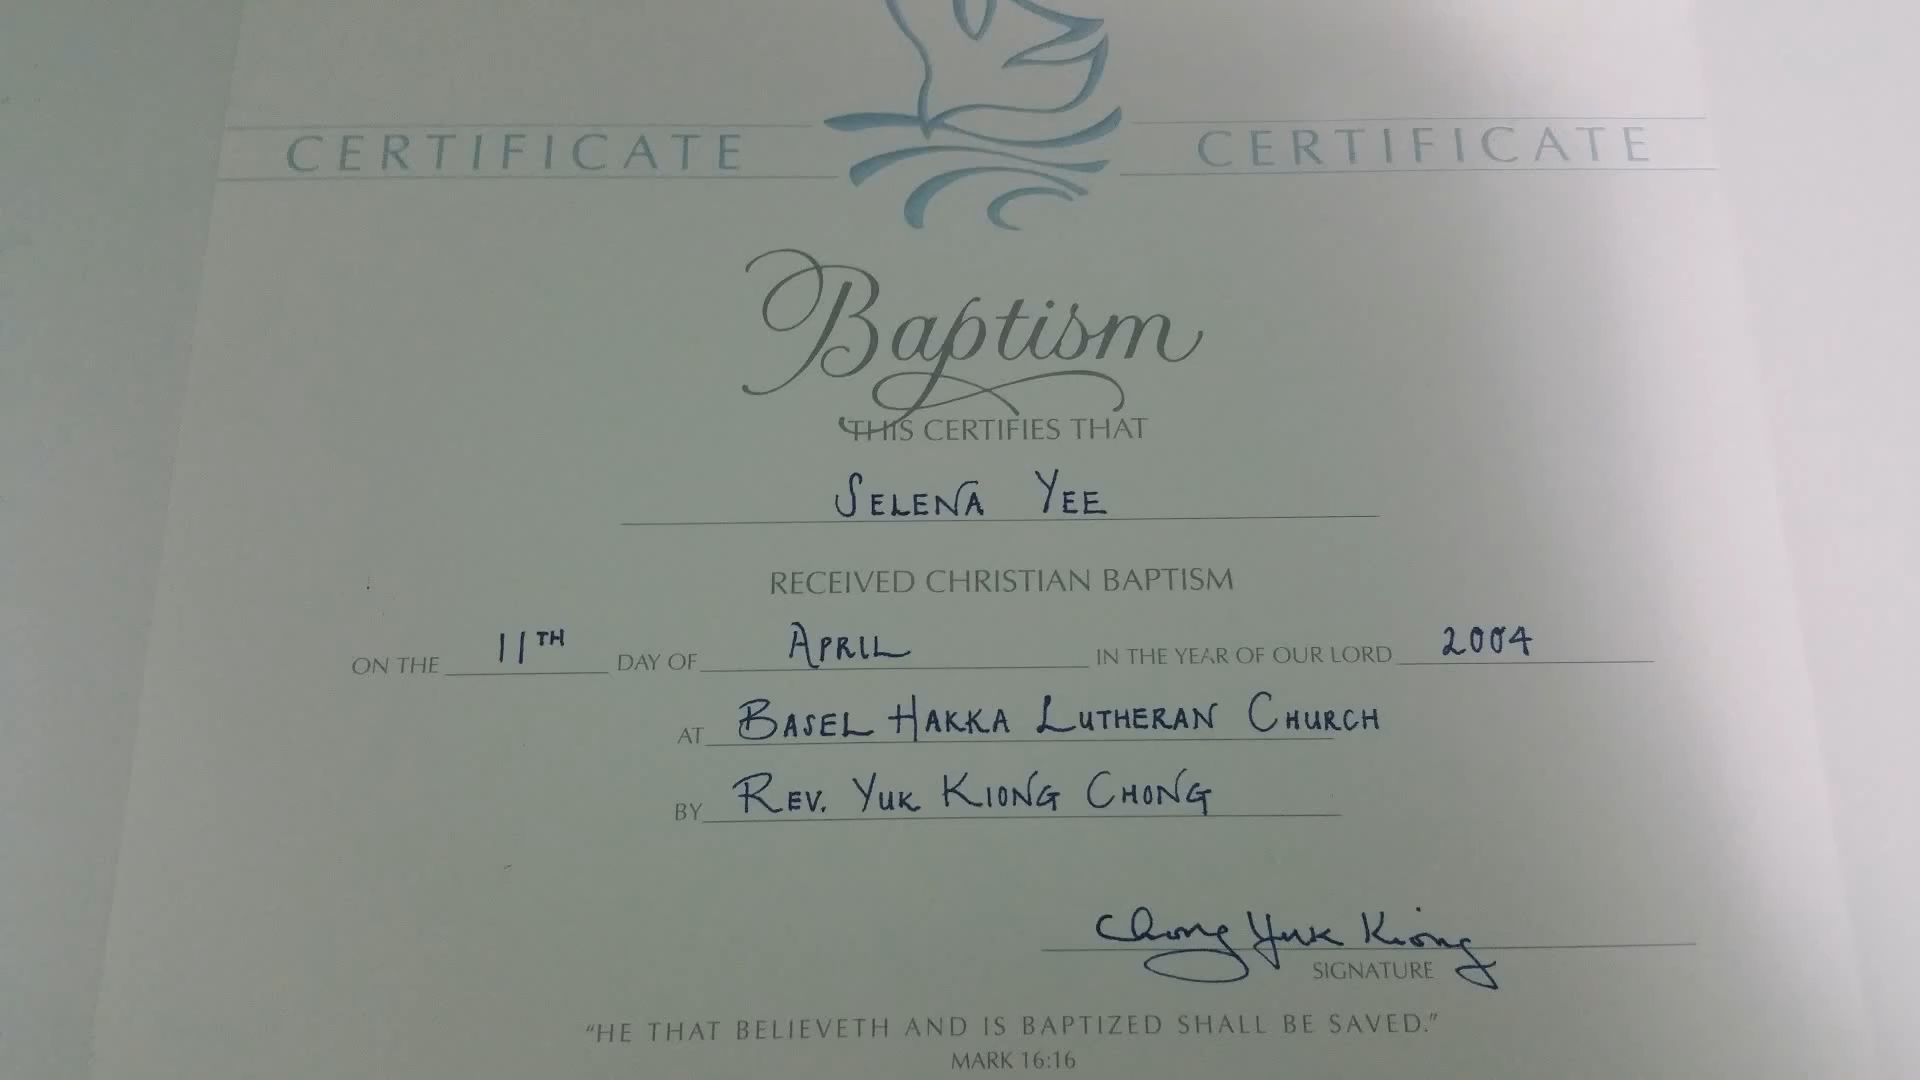 CERTIFICATE CERTIFICATE
Baptism
THIS CERTIFIES THAT
SELENA YEE
RECEIVED CHRISTIAN BAPTISM
ON THE 11TH DAY OF APRIL IN THE YEAR OF OUR LORD 2004
AT BASEL HAKKA LUTHERAN CHURCH
BY REV. YUK KIONG CHONG
Chong Yuk Kiong
SIGNATURE
"HE THAT BELIEVETH AND IS BAPTIZED SHALL BE SAVED."
MARK 16:16